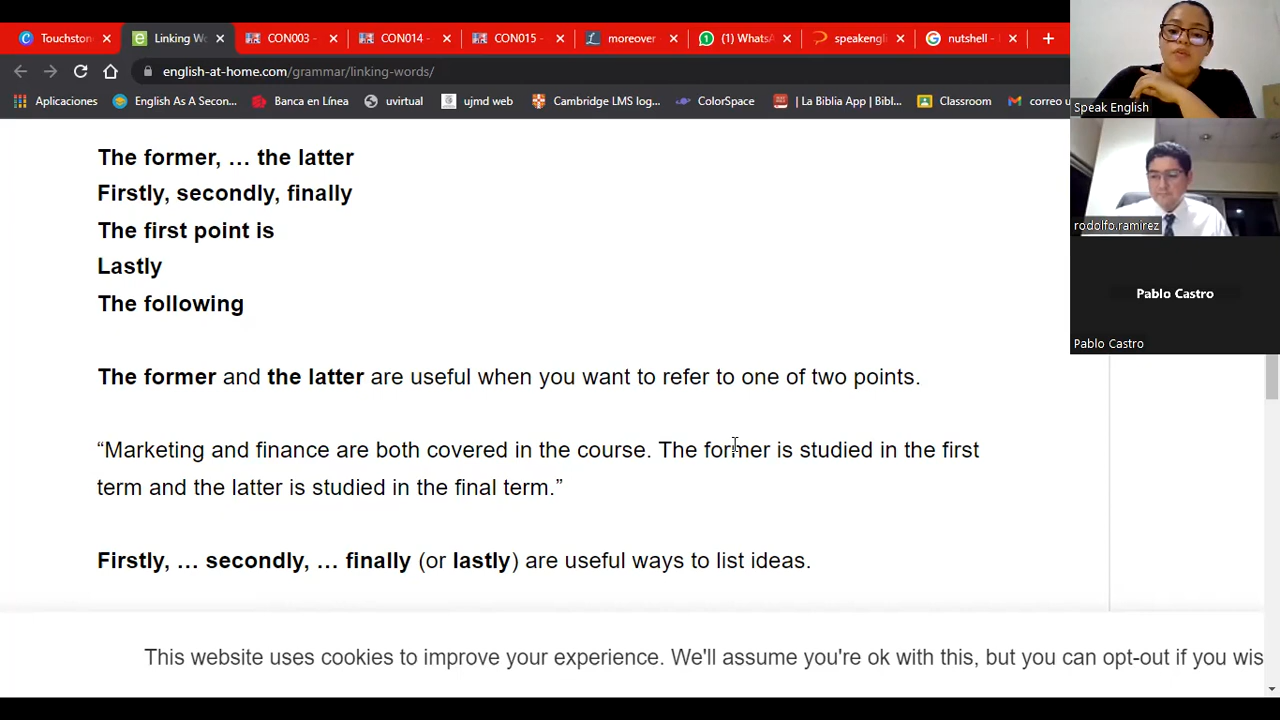 Touchston
Linking Wo
CON003 -
CON014 -
CON015 -
moreover
(1) WhatsA
speakengl
nutshell -
english-at-home.com/grammar/linking-words/
Aplicaciones
English As A Secon...
Banca en Línea
uvirtual
ujmd web
Cambridge LMS log...
ColorSpace
| La Biblia App | Bibl...
Classroom
correo u
The former, … the latter
Firstly, secondly, finally
The first point is
Lastly
The following
The former and the latter are useful when you want to refer to one of two points.
“Marketing and finance are both covered in the course. The former is studied in the first
term and the latter is studied in the final term.”
Firstly, … secondly, … finally (or lastly) are useful ways to list ideas.
This website uses cookies to improve your experience. We'll assume you're ok with this, but you can opt-out if you wis
Speak English
rodolfo.ramirez
Pablo Castro
Pablo Castro